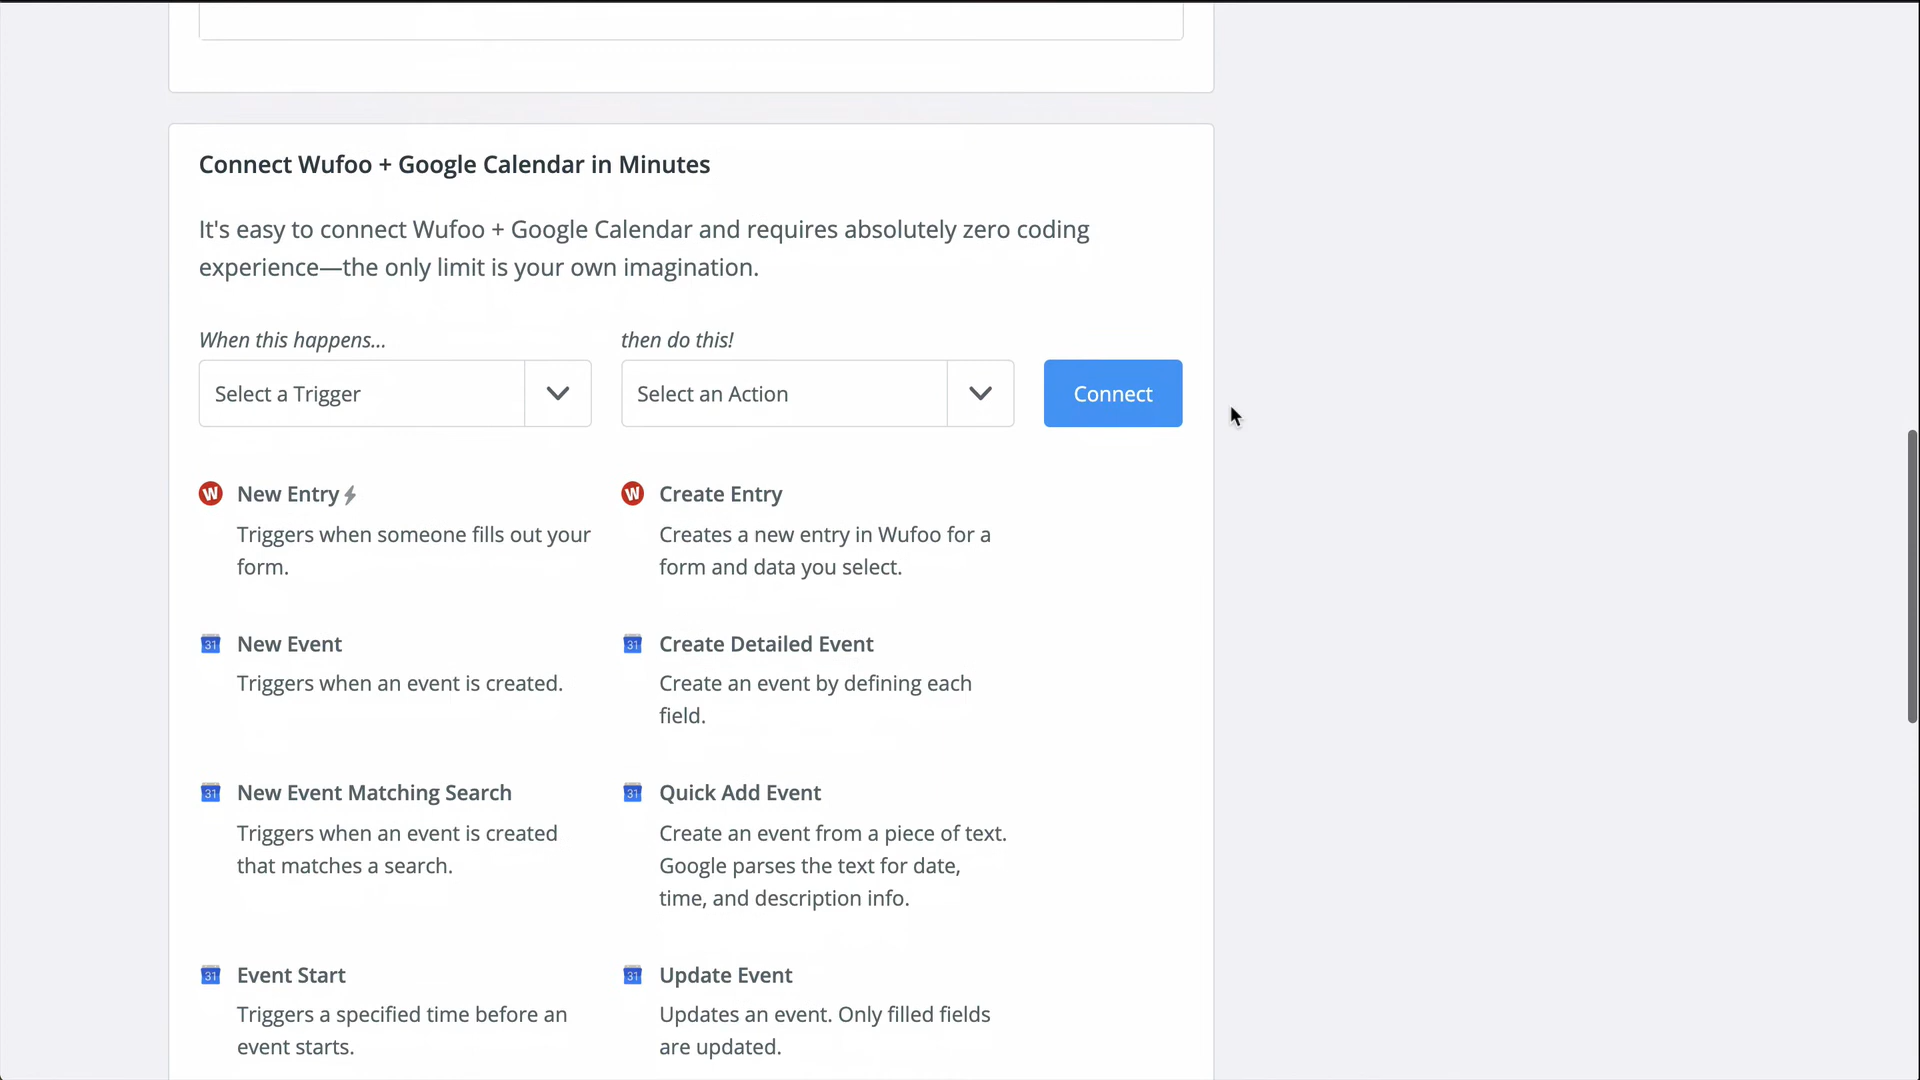 Connect Wufoo + Google Calendar in Minutes
It's easy to connect Wufoo + Google Calendar and requires absolutely zero coding
experience—the only limit is your own imagination.
When this happens...
then do this!
Select a Trigger
Select an Action
Connect
W
New Entry
Triggers when someone fills out your
form.
W
Create Entry
Creates a new entry in Wufoo for a
form and data you select.
31
New Event
Triggers when an event is created.
31
Create Detailed Event
Create an event by defining each
field.
31
New Event Matching Search
Triggers when an event is created
that matches a search.
31
Quick Add Event
Create an event from a piece of text.
Google parses the text for date,
time, and description info.
31
Event Start
Triggers a specified time before an
event starts.
31
Update Event
Updates an event. Only filled fields
are updated.